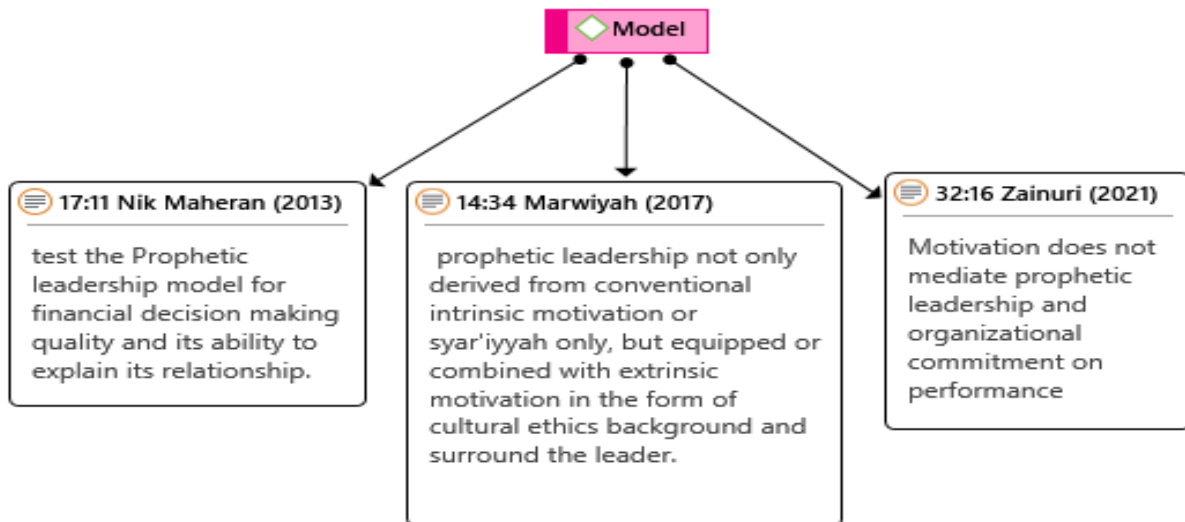 Model
17:11 Nik Maheran (2013)
test the Prophetic
leadership model for
financial decision making
quality and its ability to
explain its relationship.
14:34 Marwiyah (2017)
prophetic leadership not only
derived from conventional
intrinsic motivation or
syar'iyyah only, but equipped or
combined with extrinsic
motivation in the form of
cultural ethics background and
surround the leader.
32:16 Zainuri (2021)
Motivation does not
mediate prophetic
leadership and
organizational
commitment on
performance